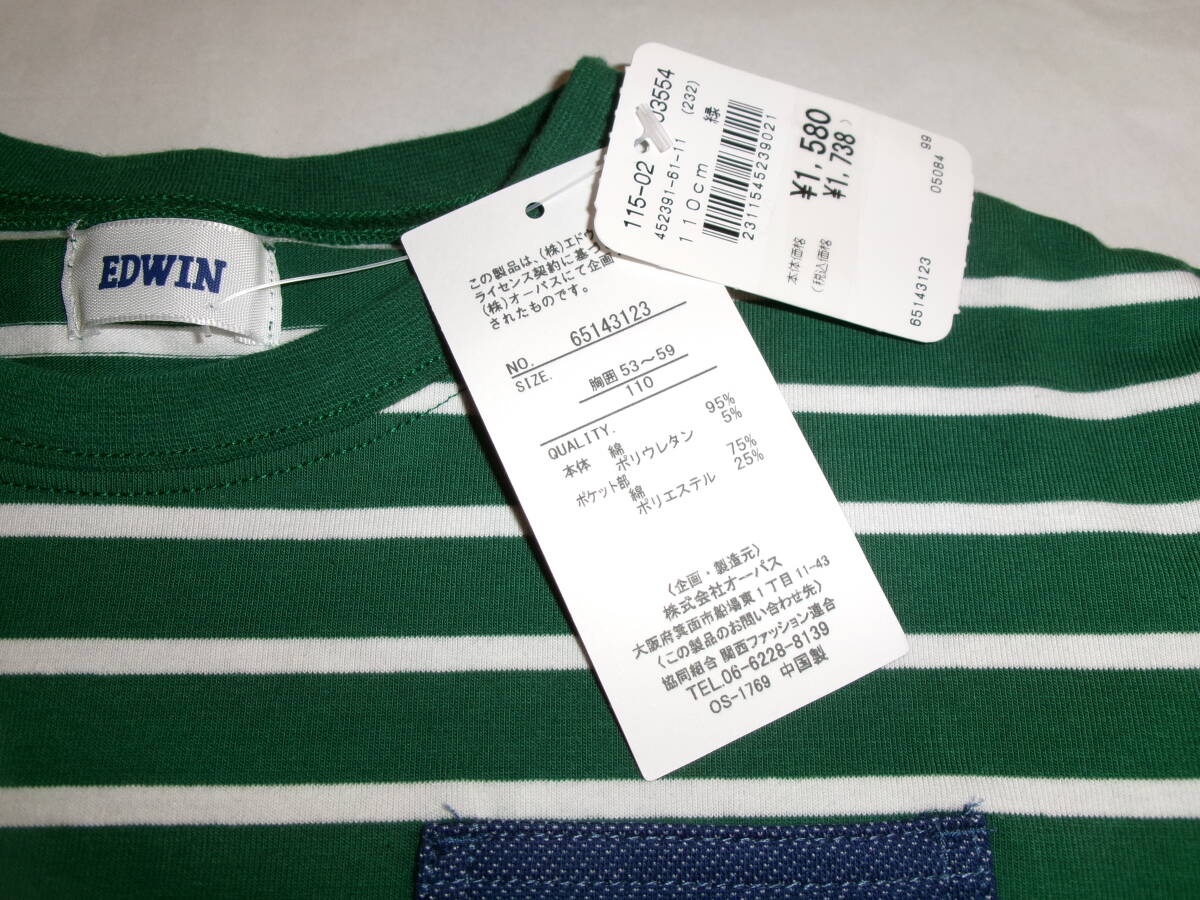 EDWIN
115-02 03554
452391-61-11 (232)
110cm 緑
2311545239021
本体価格 ¥1,580
(税込価格 ¥1,738)
65143123 05084 99
この製品は、(株)エドウ
ライセンス契約に基づ
(株)オーパスにて企画
されたものです。
NO. 65143123
SIZE. 胸囲 53～59
110
QUALITY.
本体 綿 95%
ポリウレタン 5%
ポケット部 綿 75%
ポリエステル 25%
〈企画・製造元〉
株式会社オーパス
大阪府箕面市船場東1丁目11-43
〈この製品のお問い合わせ先〉
協同組合 関西ファッション連合
TEL.06-6228-8139
OS-1769 中国製